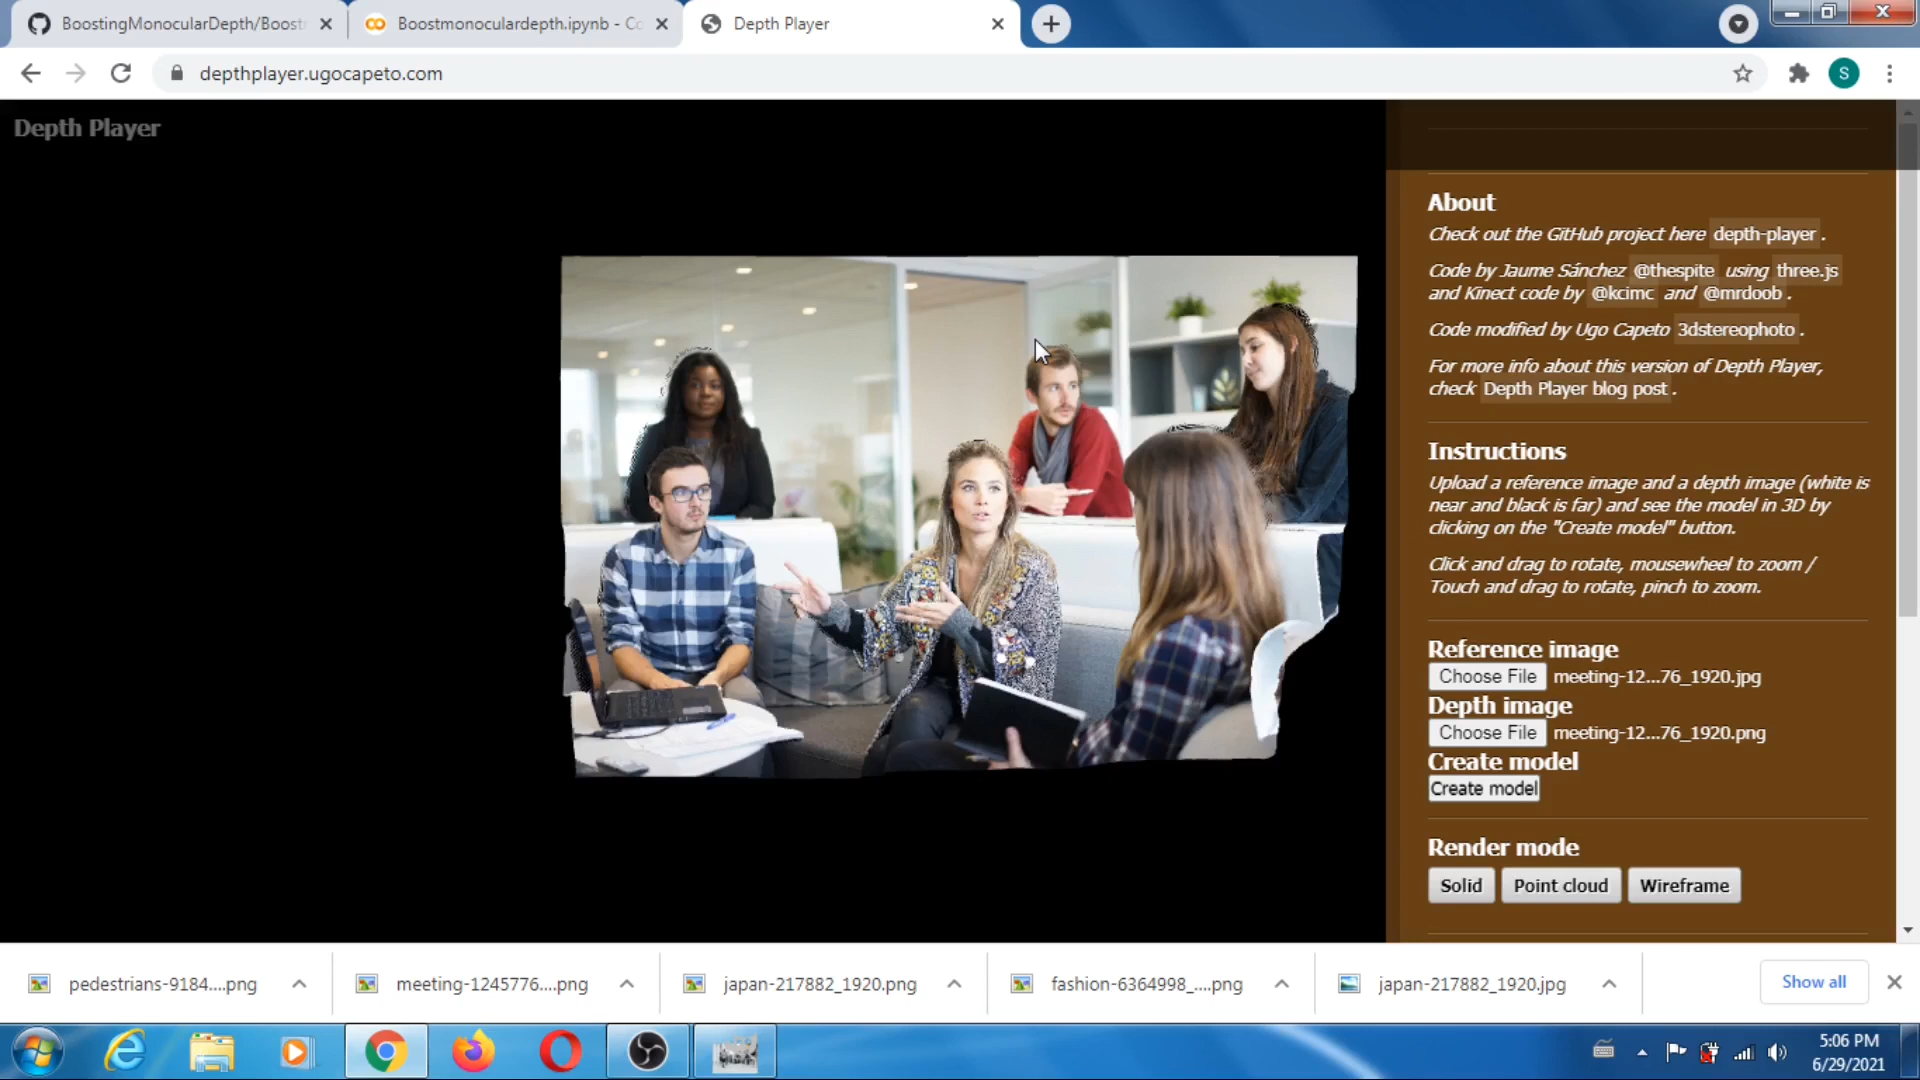 BoostingMonocularDepth/Boost
Boostmonoculardepth.ipynb - Co
Depth Player
depthplayer.ugocapeto.com
S
Depth Player
About
Check out the GitHub project here depth-player .
Code by Jaume Sánchez @thespite using three.js
and Kinect code by @kcimc and @mrdoob .
Code modified by Ugo Capeto 3dstereophoto .
For more info about this version of Depth Player,
check Depth Player blog post .
Instructions
Upload a reference image and a depth image (white is
near and black is far) and see the model in 3D by
clicking on the "Create model" button.
Click and drag to rotate, mousewheel to zoom /
Touch and drag to rotate, pinch to zoom.
Reference image
Choose File meeting-12...76_1920.jpg
Depth image
Choose File meeting-12...76_1920.png
Create model
Create model
Render mode
Solid Point cloud Wireframe
pedestrians-9184....png
meeting-1245776....png
japan-217882_1920.png
fashion-6364998_....png
japan-217882_1920.jpg
Show all
5:06 PM
6/29/2021